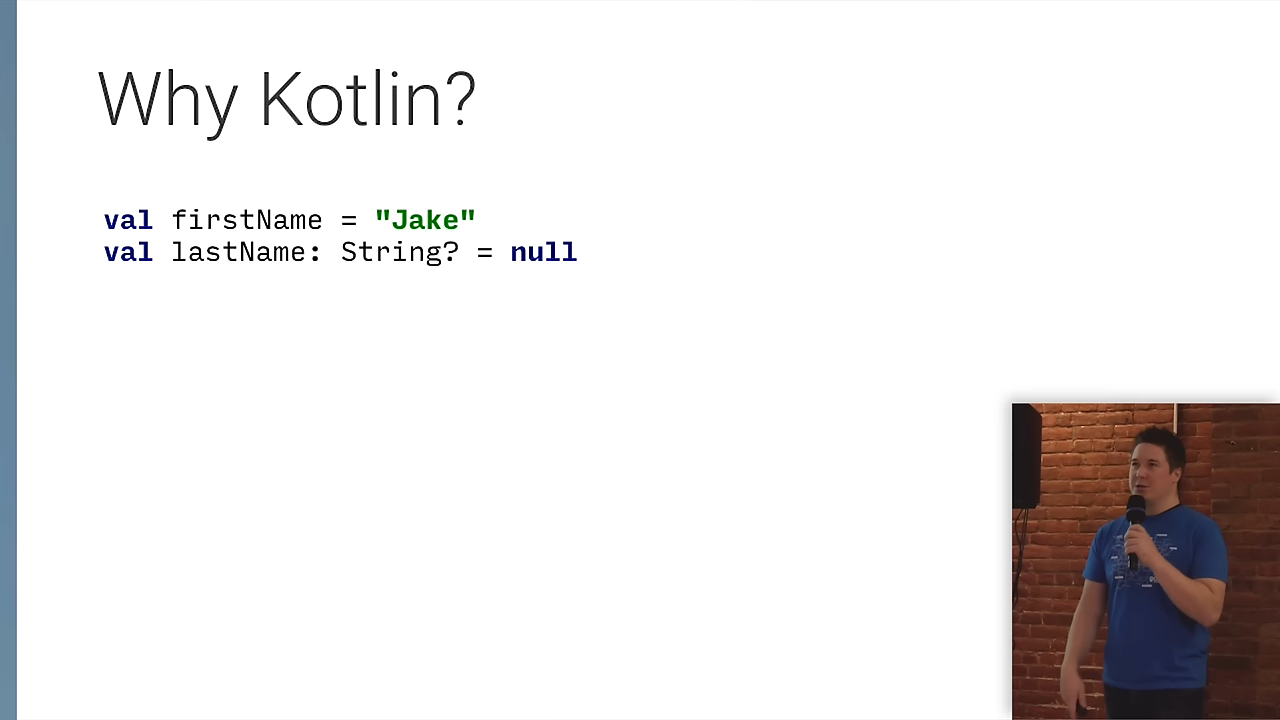 Why Kotlin?
val firstName = "Jake"
val lastName: String? = null